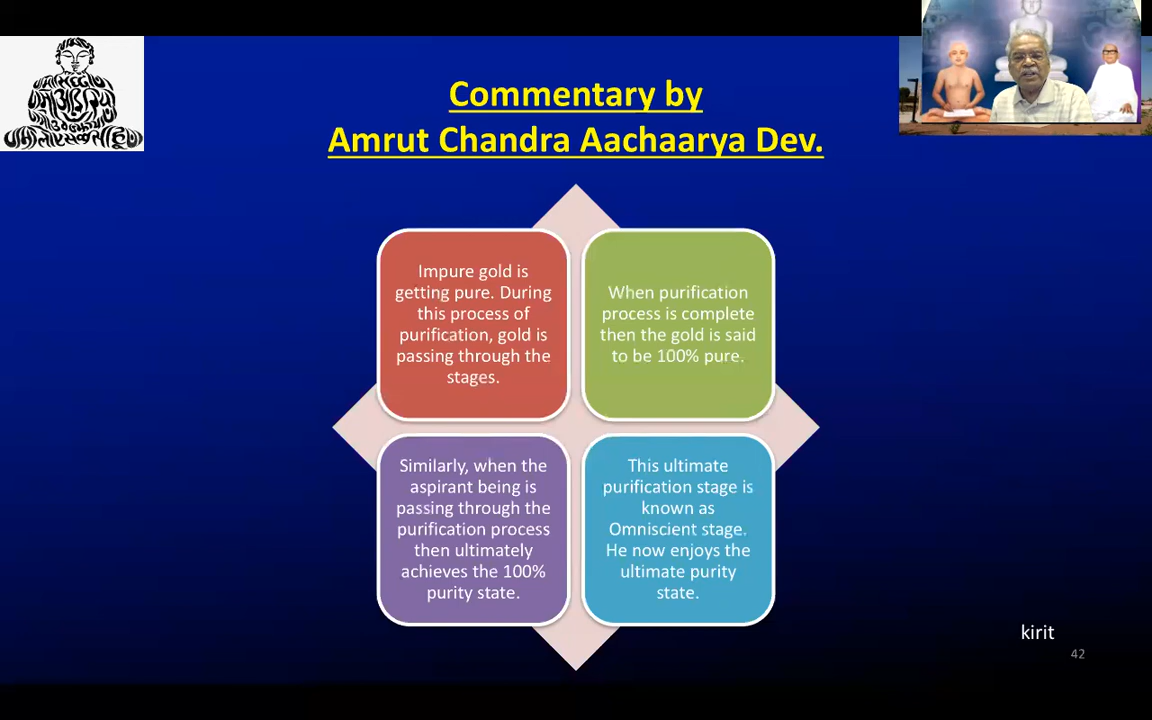 Commentary by
Amrut Chandra Aachaarya Dev.
Impure gold is
getting pure. During
this process of
purification, gold is
passing through the
stages.
When purification
process is complete
then the gold is said
to be 100% pure.
Similarly, when the
aspirant being is
passing through the
purification process
then ultimately
achieves the 100%
purity state.
This ultimate
purification stage is
known as
Omniscient stage.
He now enjoys the
ultimate purity
state.
kirit
42